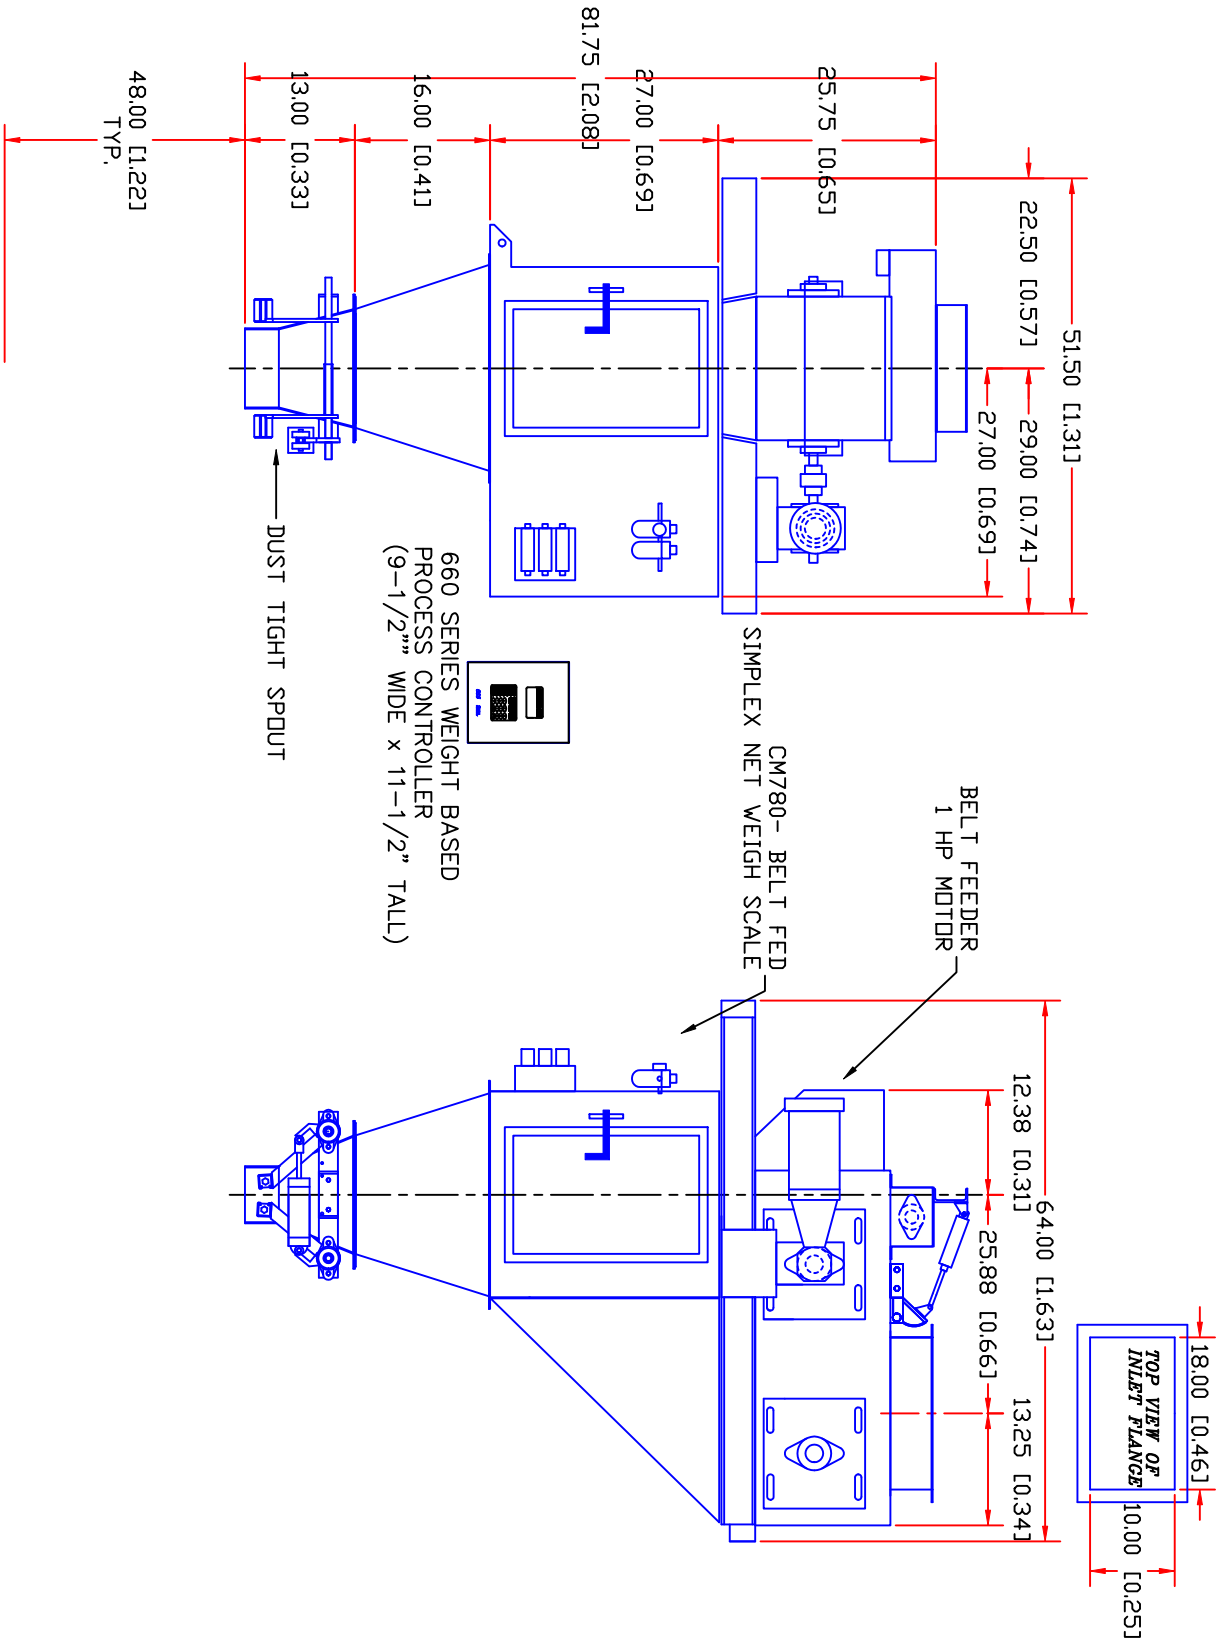 18.00 [0.46]
10.00 [0.25]
TOP VIEW OF
INLET FLANGE
51.50 [1.31]
22.50 [0.57]
29.00 [0.74]
27.00 [0.69]
64.00 [1.63]
12.38 [0.31]
25.88 [0.66]
13.25 [0.34]
BELT FEEDER
1 HP MOTOR
25.75 [0.65]
81.75 [2.08]
27.00 [0.69]
16.00 [0.41]
13.00 [0.33]
48.00 [1.22]
TYP.
CM780- BELT FED
SIMPLEX NET WEIGH SCALE
660 SERIES WEIGHT BASED
PROCESS CONTROLLER
(9-1/2"" WIDE x 11-1/2" TALL)
DUST TIGHT SPOUT